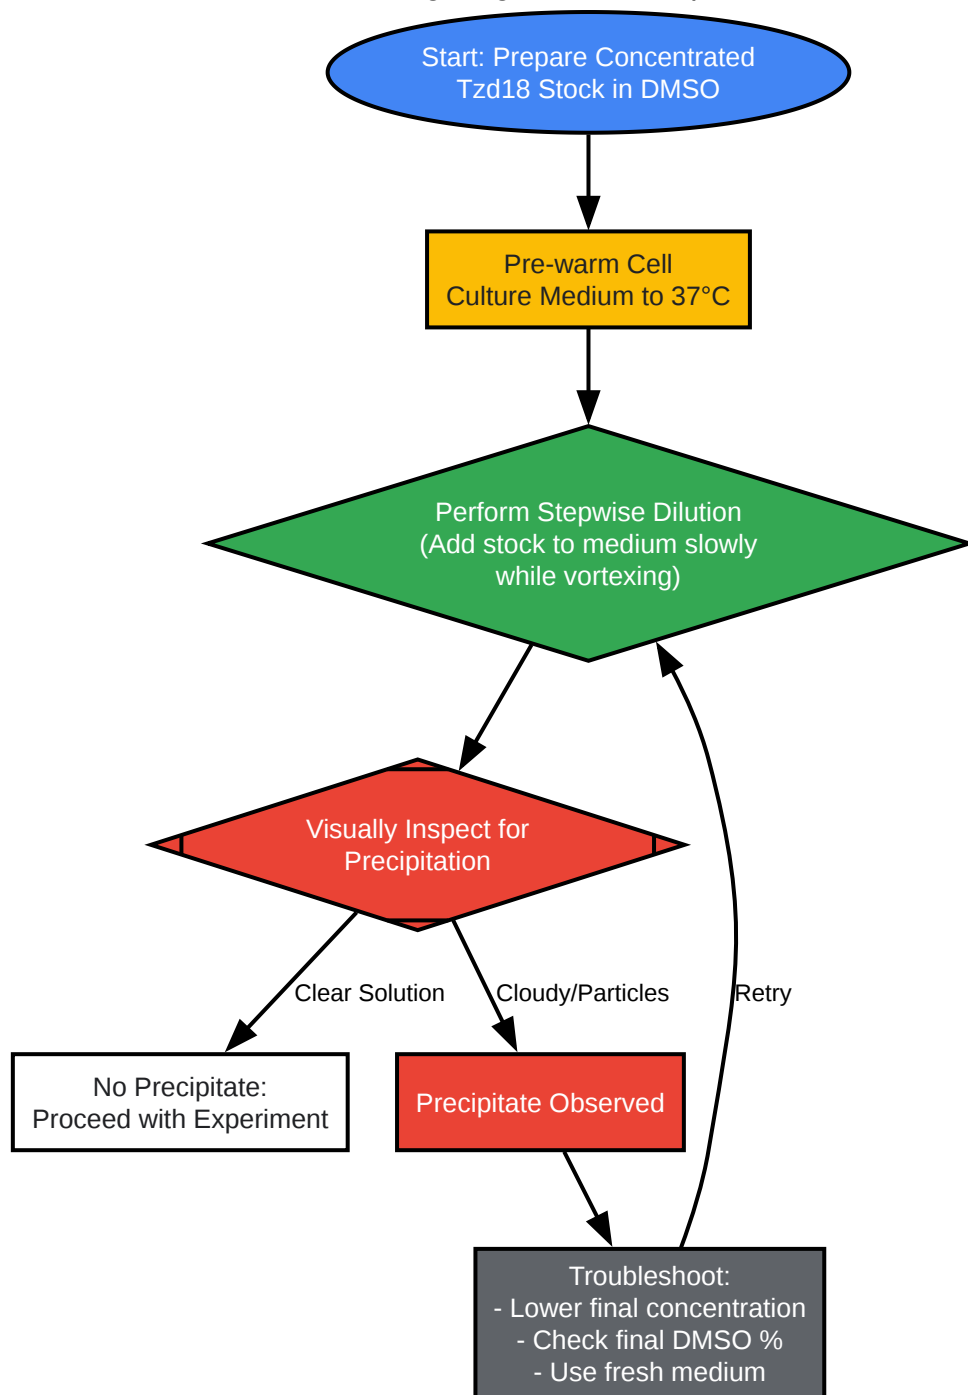 Start: Prepare Concentrated
Tzd18 Stock in DMSO
Pre-warm Cell
Culture Medium to 37°C
Perform Stepwise Dilution
(Add stock to medium slowly
while vortexing)
Visually Inspect for
Precipitation
Clear Solution
Cloudy/Particles
Retry
No Precipitate:
Proceed with Experiment
Precipitate Observed
Troubleshoot:
- Lower final concentration
- Check final DMSO %
- Use fresh medium